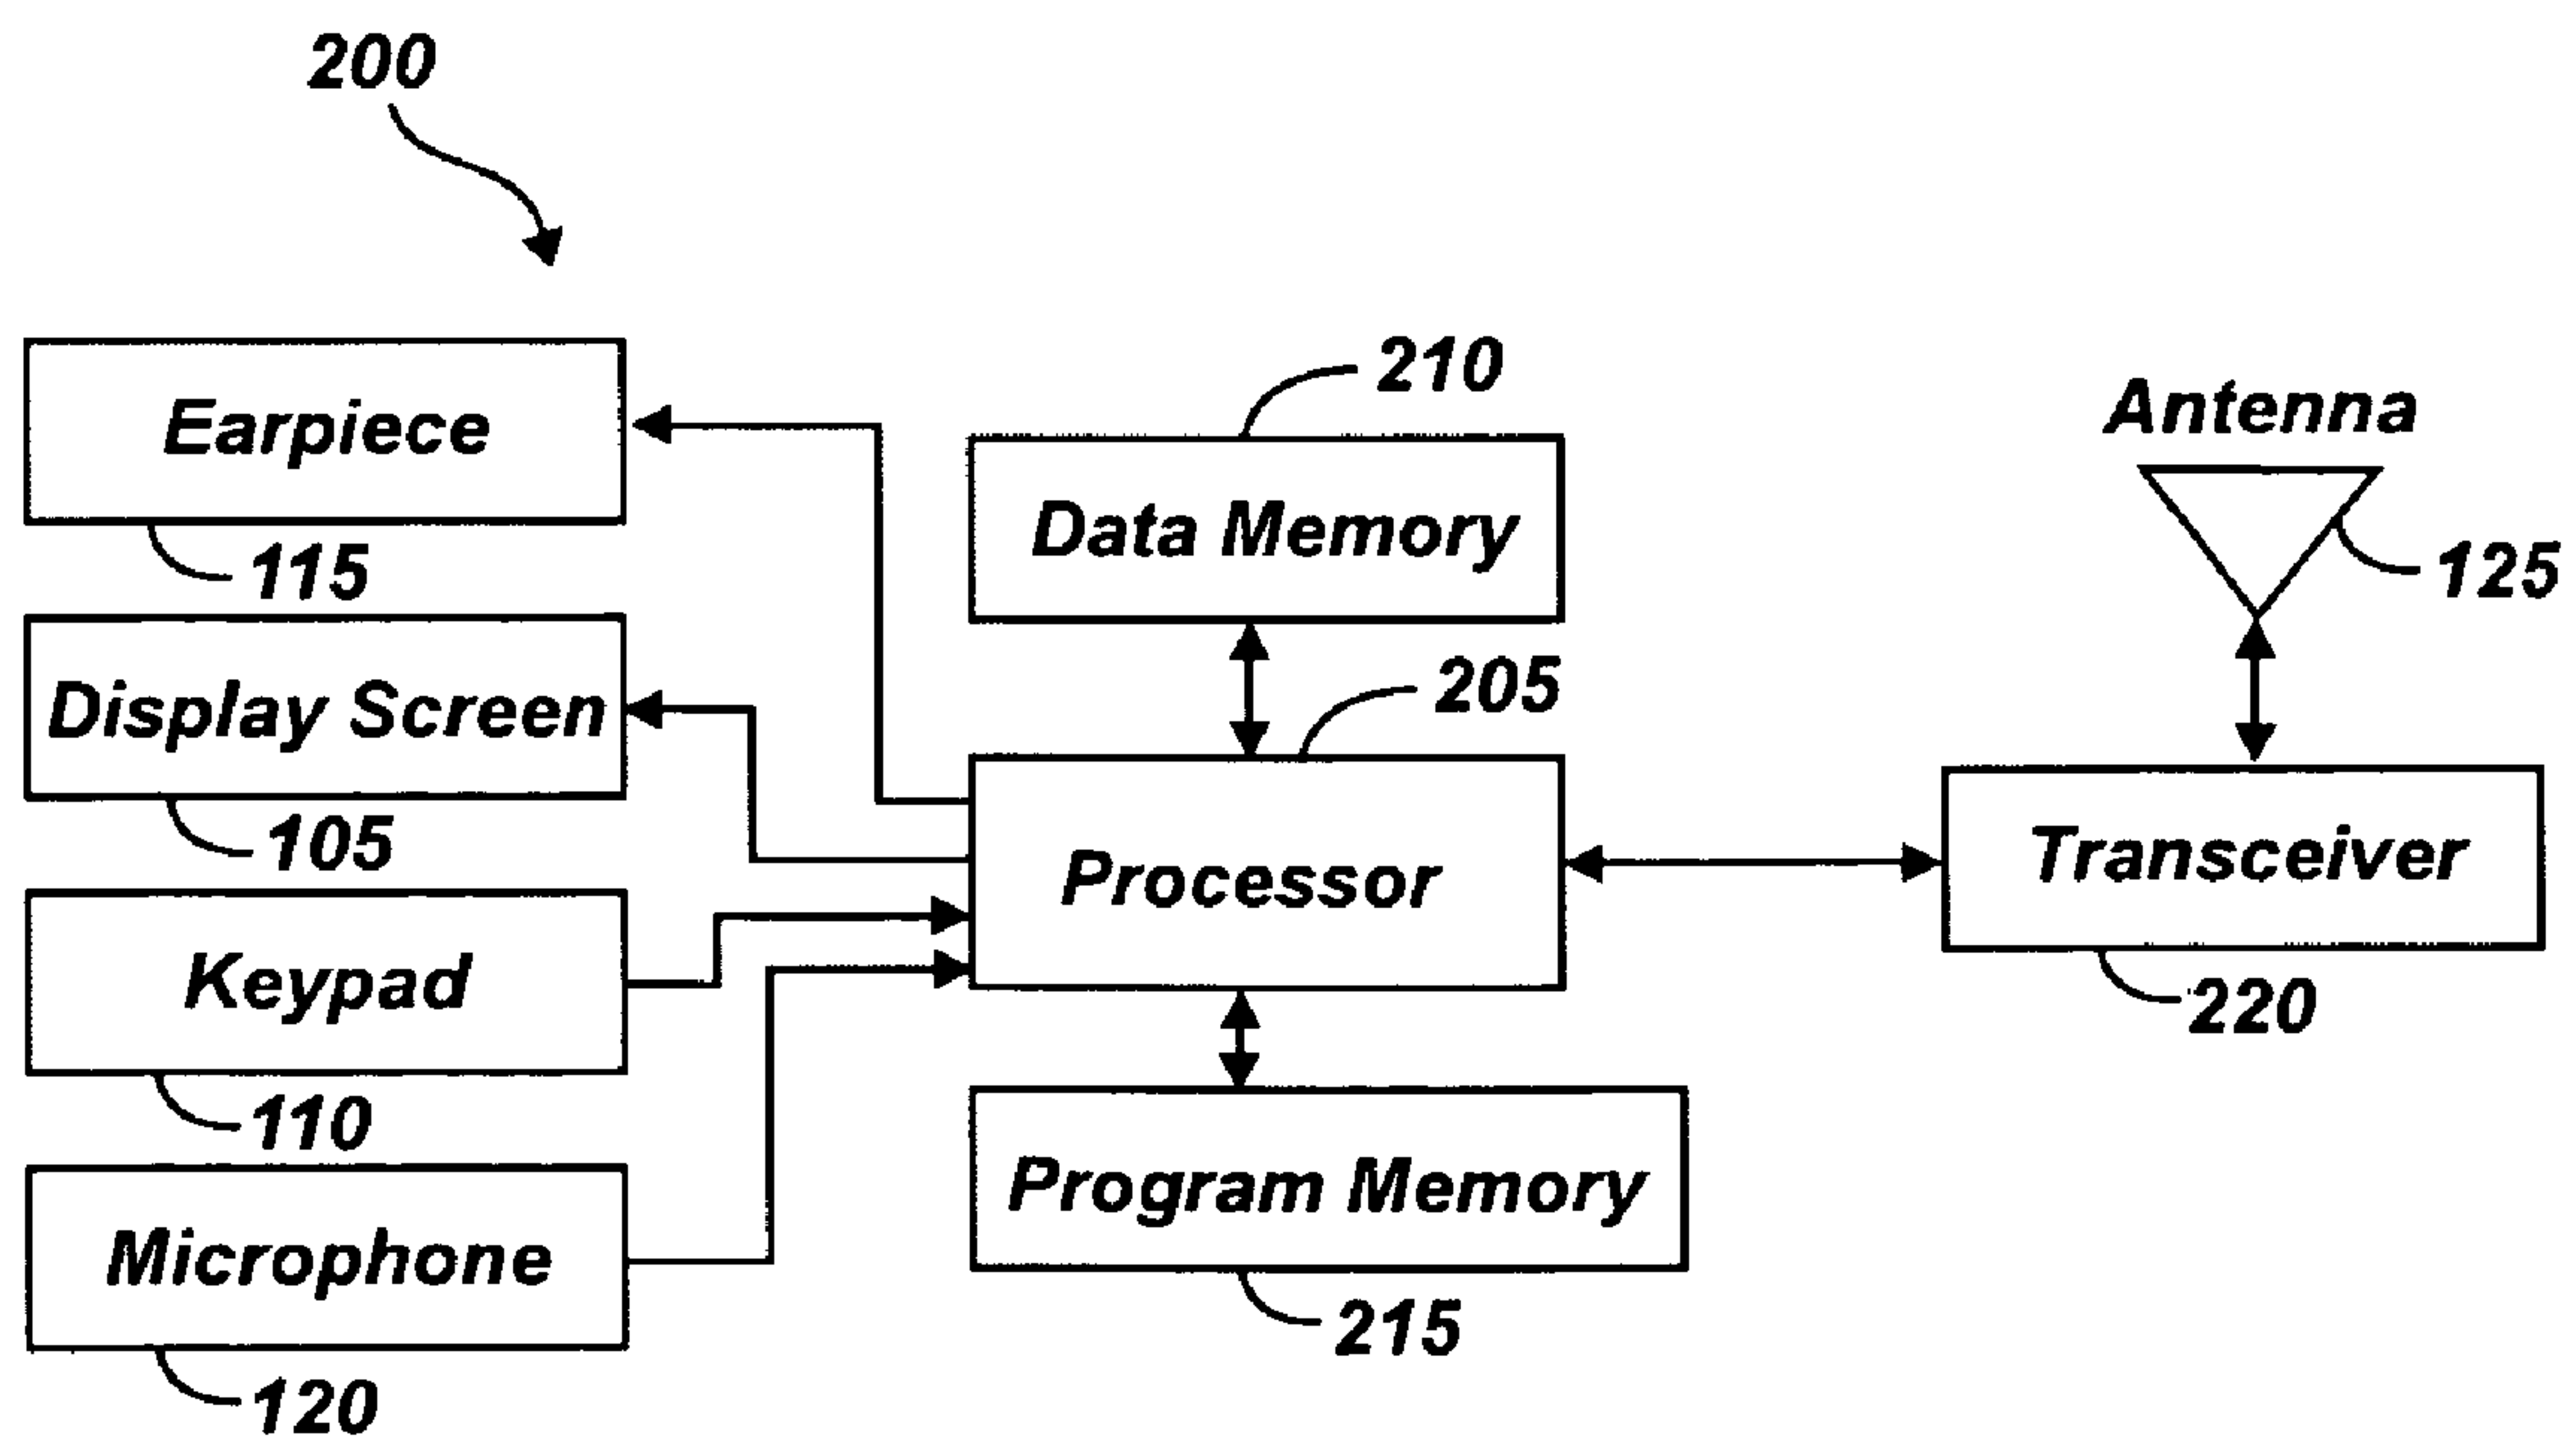 200
Earpiece
115
Display Screen
105
Keypad
110
Microphone
120
210
Data Memory
205
Processor
Program Memory
215
Antenna
125
Transceiver
220